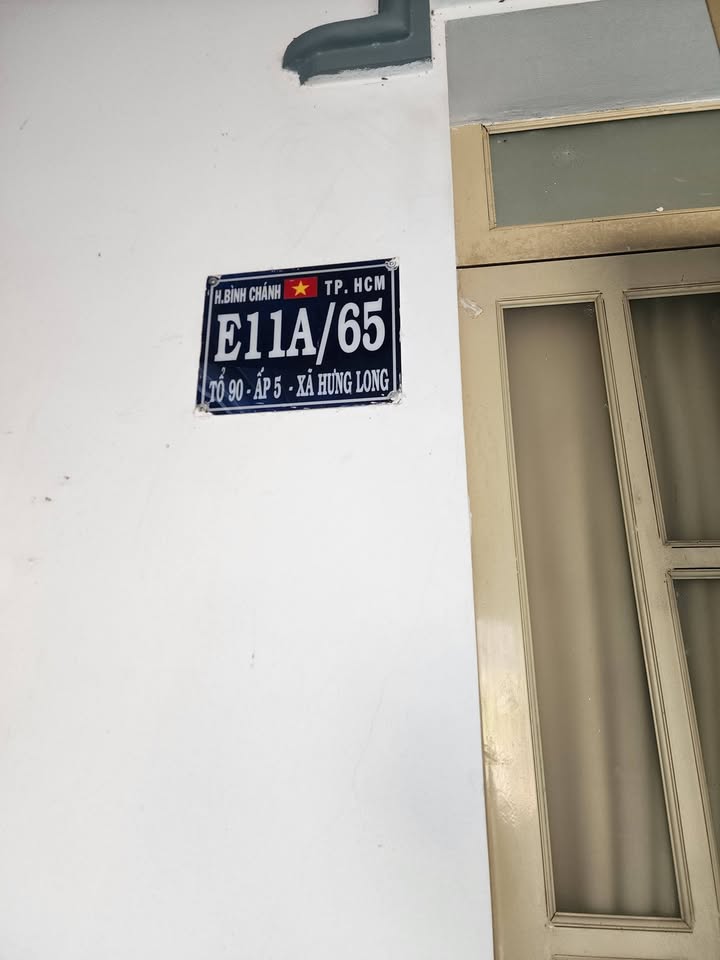 H.BÌNH CHÁNH TP. HCM
E11A/65
TỔ 90 - ẤP 5 - XÃ HƯNG LONG